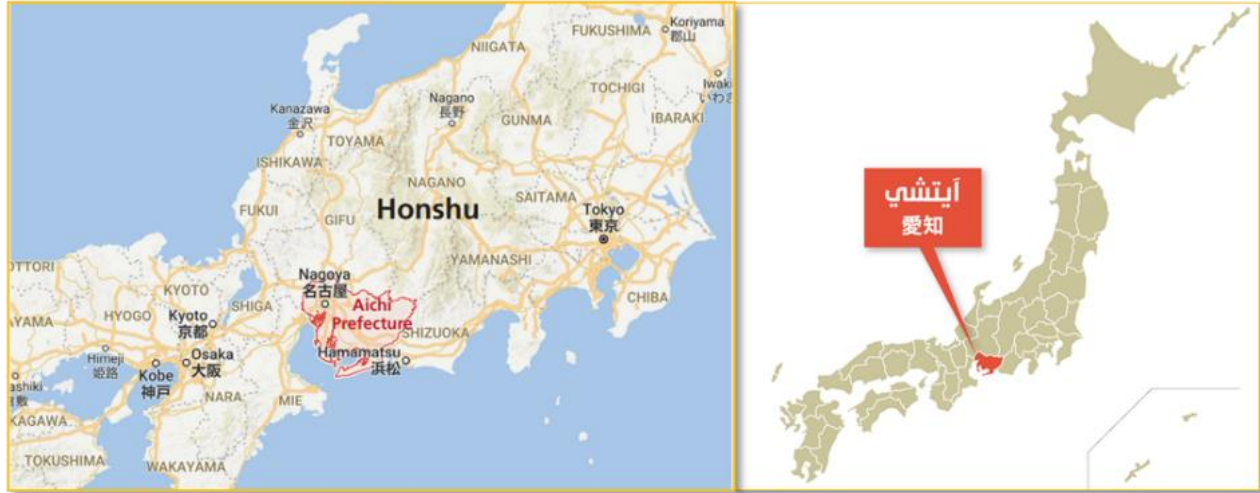 Koriyama
郡山
FUKUSHIMA
NIIGATA
Iwaki
いわき
TOCHIGI
Nagano
長野
Kanazawa
金沢
GUNMA
IBARAKI
TOYAMA
ISHIKAWA
NAGANO
SAITAMA
Honshu
Tokyo
東京
FUKUI
GIFU
YAMANASHI
OTTORI
Nagoya
名古屋
KYOTO
SHIGA
Aichi
Prefecture
CHIBA
HYOGO
Kyoto
京都
SHIZUOKA
YAMA
Himeji
姫路
Osaka
大阪
Hamamatsu
浜松
Kobe
神戸
ashiki
敷
NARA
MIE
KAGAWA
TOKUSHIMA
WAKAYAMA
آيتشي
愛知